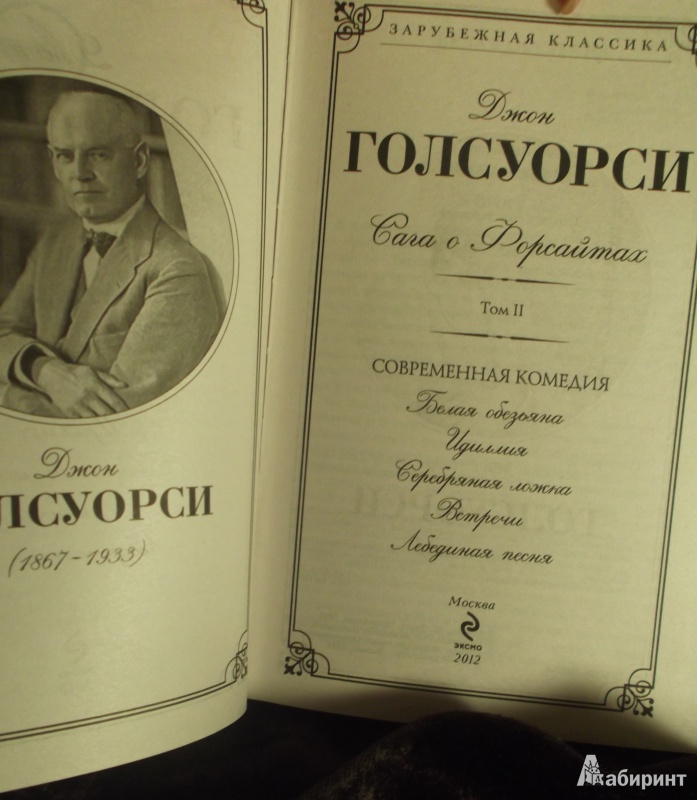 Джон
ЛСУОРСИ
(1867–1933)
ЗАРУБЕЖНАЯ КЛАССИКА
Джон
ГОЛСУОРСИ
Сага о Форсайтах
Том II
СОВРЕМЕННАЯ КОМЕДИЯ
Белая обезьяна
Идиллия
Серебряная ложка
Встречи
Лебединая песня
Москва
ЭКСМО
2012
Лабиринт